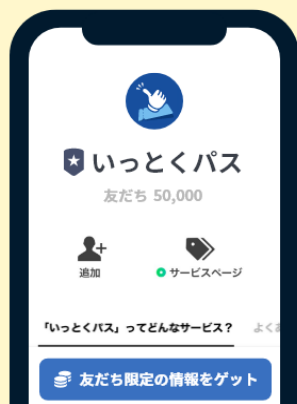 いっとくパス
友だち 50,000
追加
サービスページ
「いっとくパス」ってどんなサービス？
よくあ
友だち限定の情報をゲット